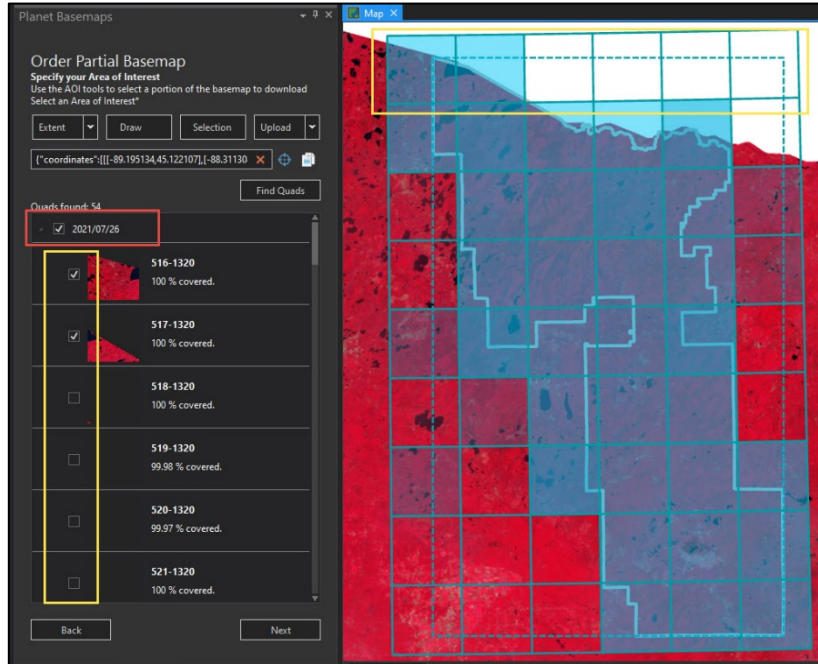 Planet Basemaps
Map
Order Partial Basemap
Specify your Area of Interest
Use the AOI tools to select a portion of the basemap to download
Select an Area of Interest*
Extent Draw Selection Upload
{"coordinates":[[[-89.195134,45.122107],[-88.31130
Find Quads
Quads found: 54
2021/07/26
516-1320
100 % covered.
517-1320
100 % covered.
518-1320
100 % covered.
519-1320
99.98 % covered.
520-1320
99.97 % covered.
521-1320
Back Next